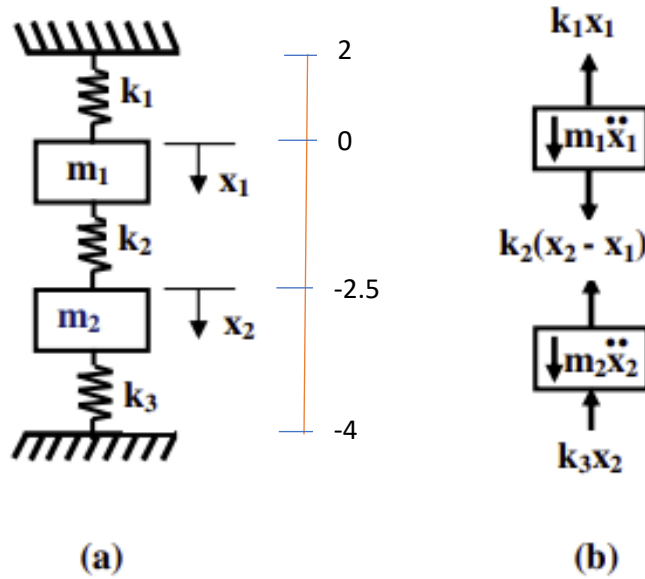 k₁
m₁
x₁
k₂
m₂
x₂
k₃
(a)
2
0
-2.5
-4
k₁x₁
m₁ẍ₁
k₂(x₂ - x₁)
m₂ẍ₂
k₃x₂
(b)